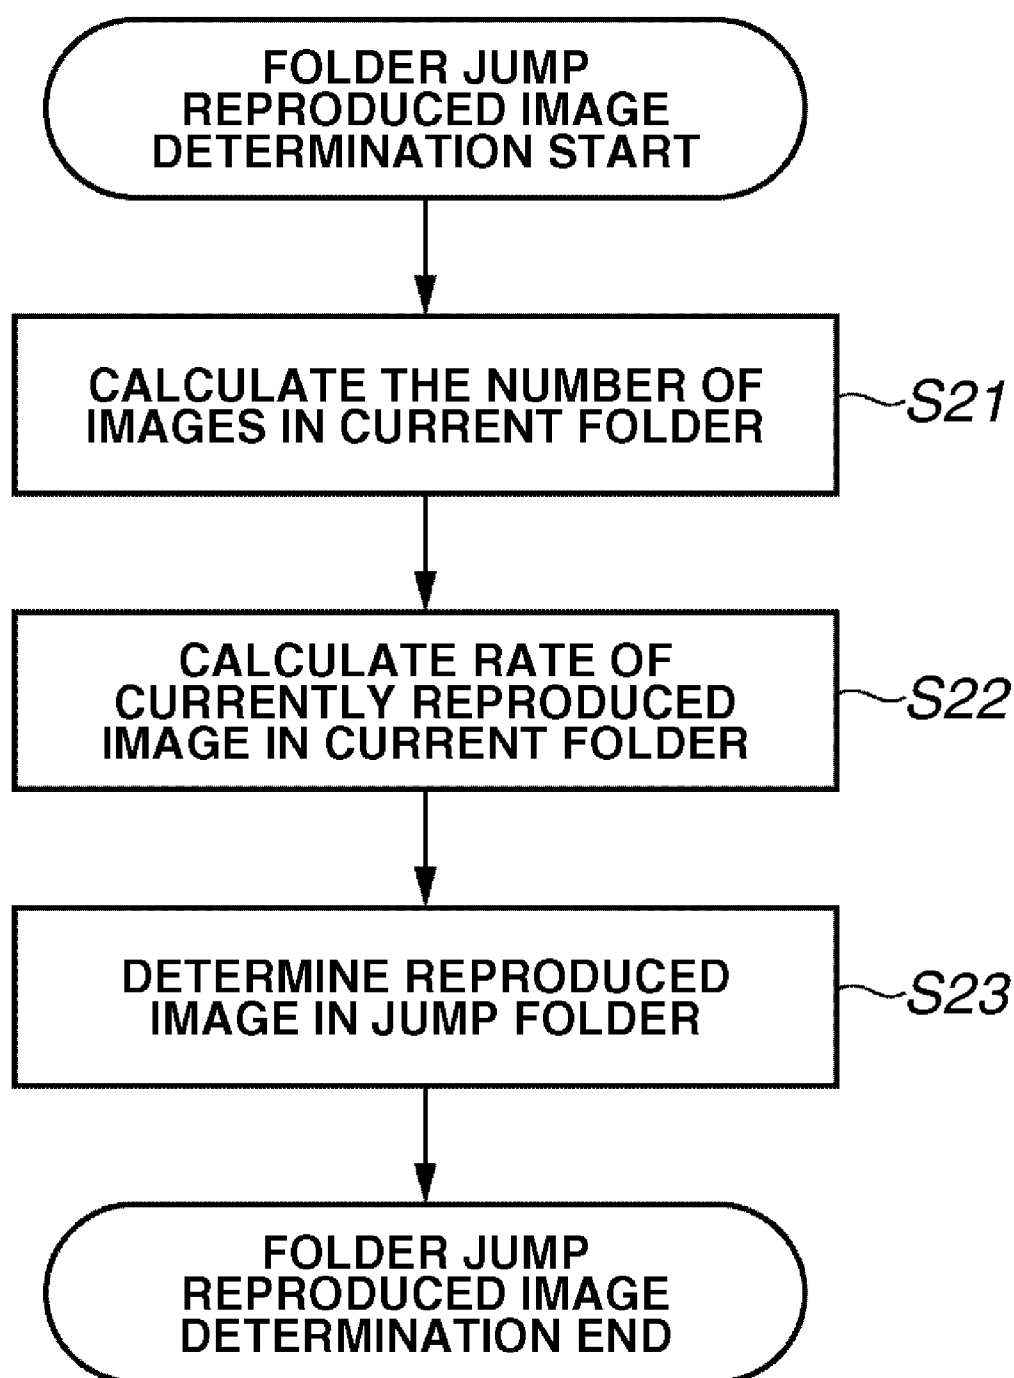 FOLDER JUMP
REPRODUCED IMAGE
DETERMINATION START
CALCULATE THE NUMBER OF
IMAGES IN CURRENT FOLDER
S21
CALCULATE RATE OF
CURRENTLY REPRODUCED
IMAGE IN CURRENT FOLDER
S22
DETERMINE REPRODUCED
IMAGE IN JUMP FOLDER
S23
FOLDER JUMP
REPRODUCED IMAGE
DETERMINATION END